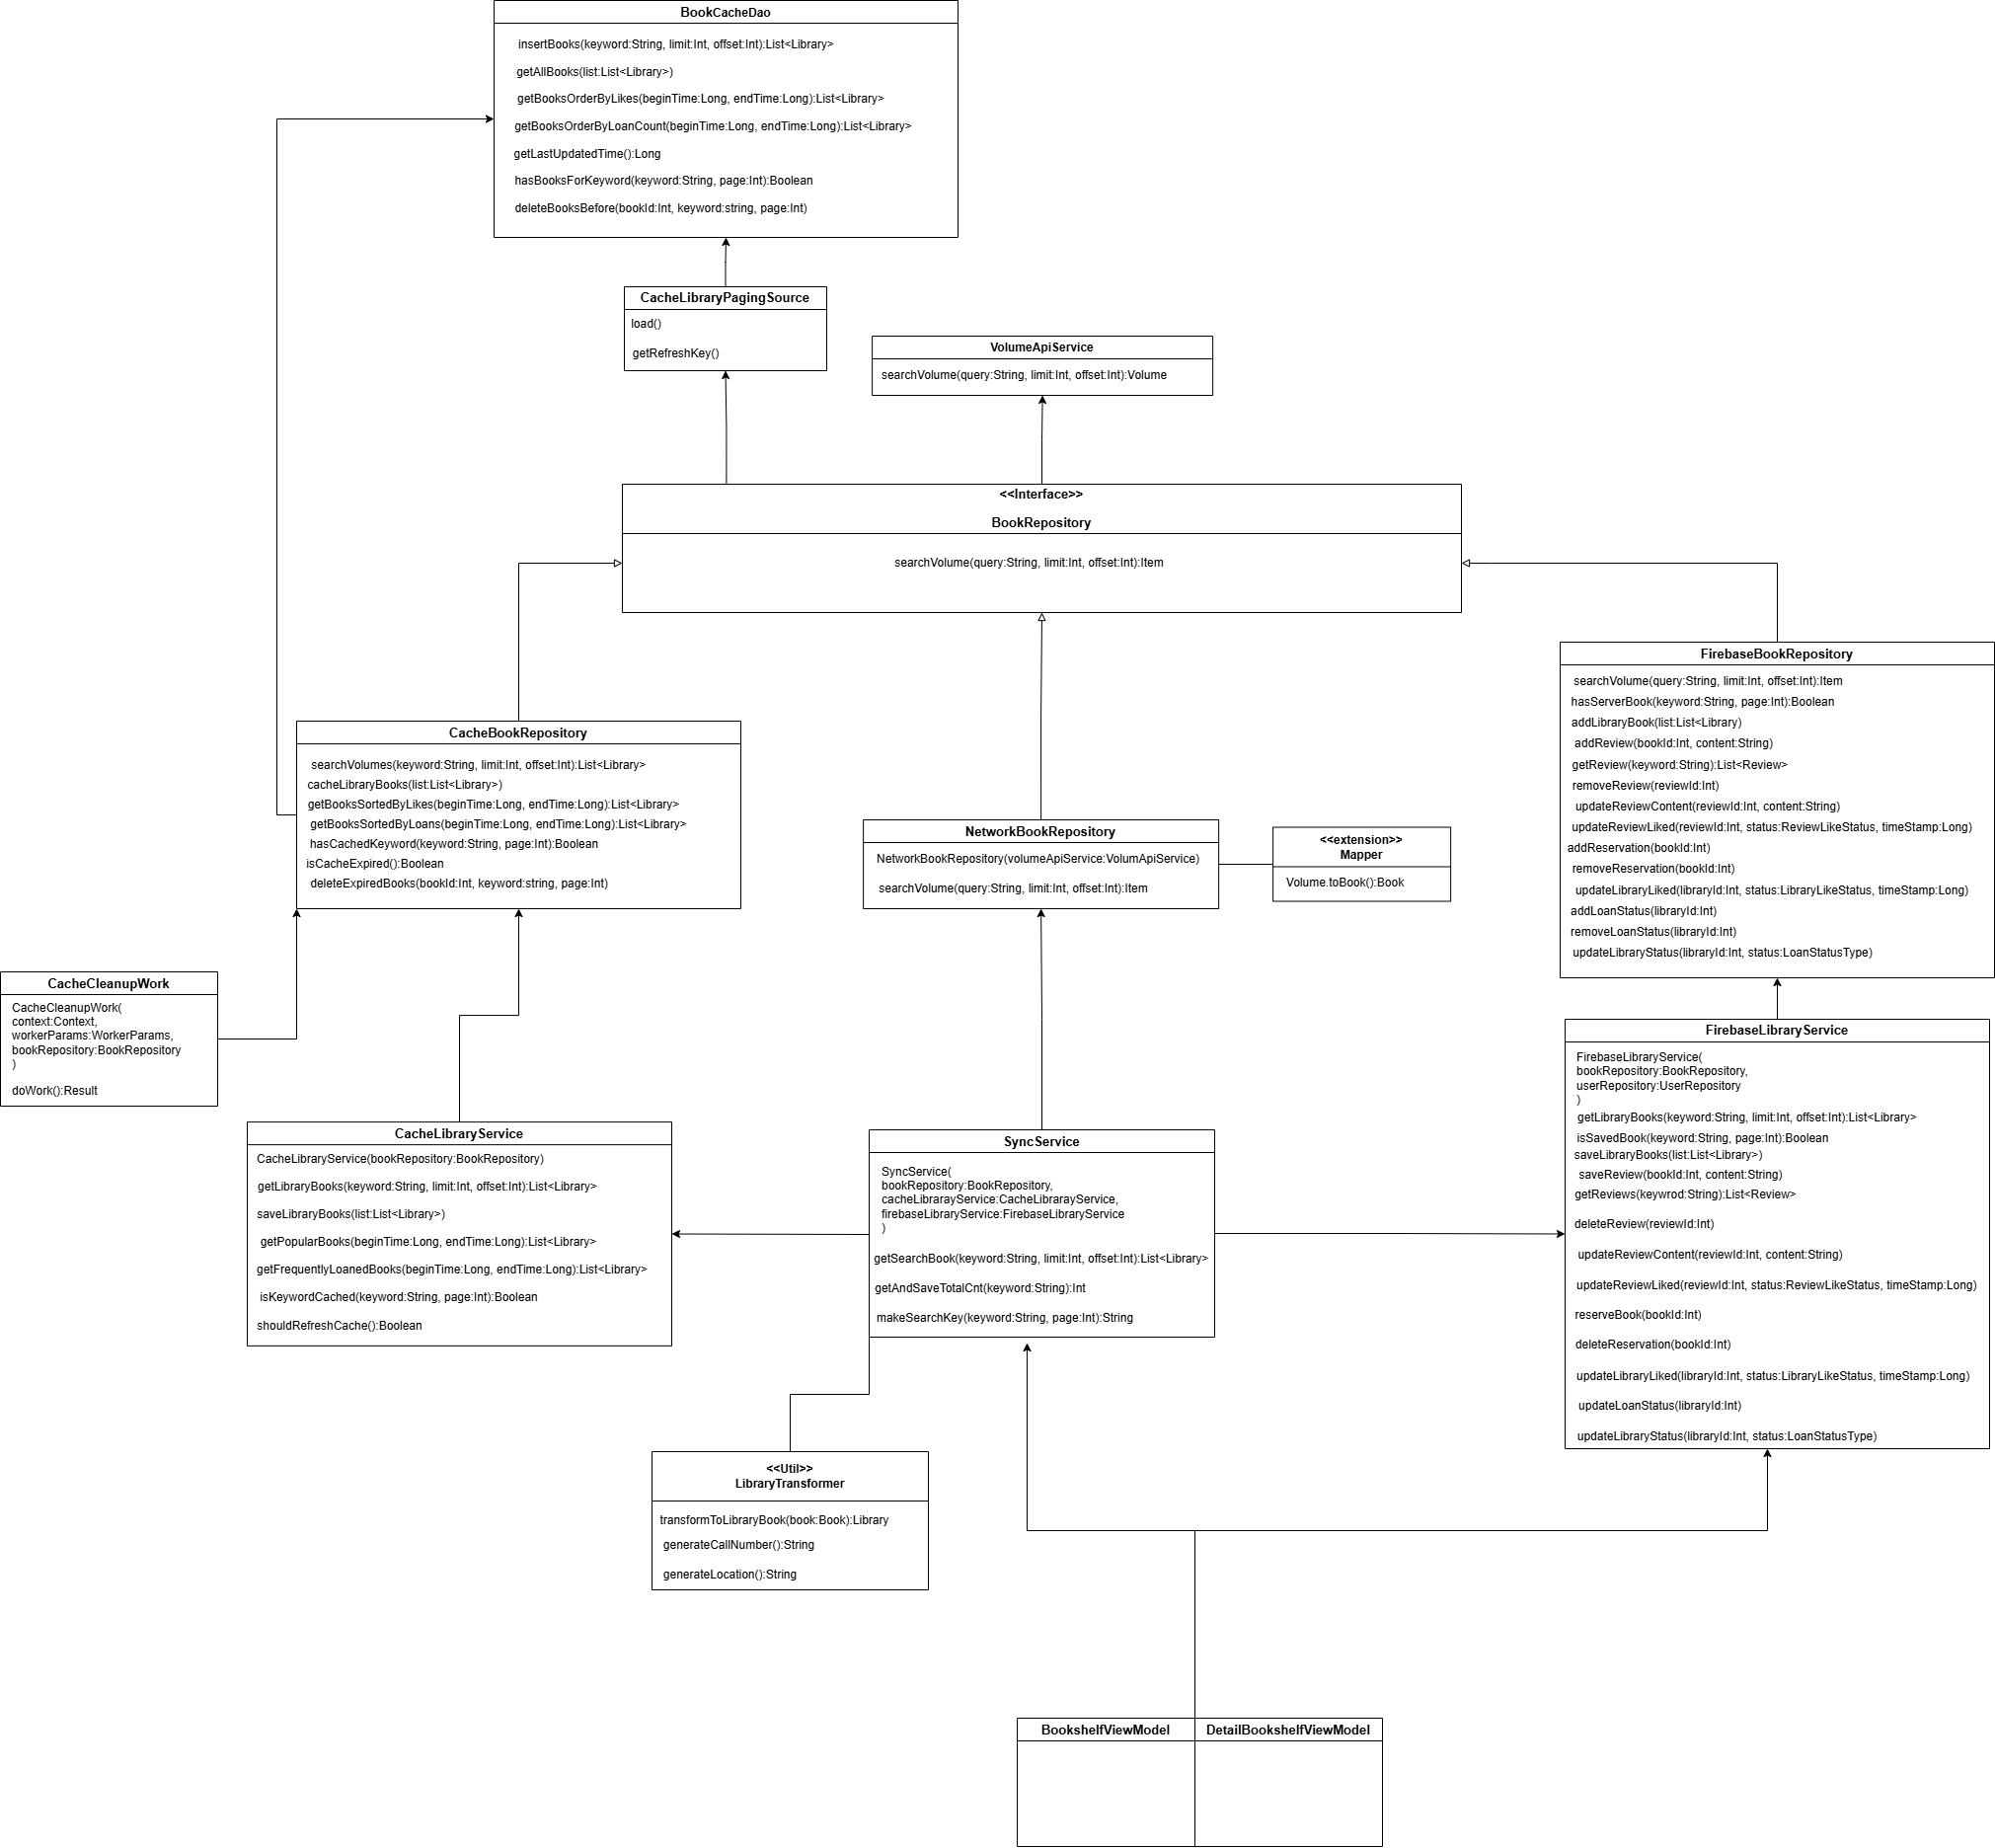 BookCacheDao
insertBooks(keyword:String, limit:Int, offset:Int):List<Library>
getAllBooks(list:List<Library>)
getBooksOrderByLikes(beginTime:Long, endTime:Long):List<Library>
getBooksOrderByLoanCount(beginTime:Long, endTime:Long):List<Library>
getLastUpdatedTime():Long
hasBooksForKeyword(keyword:String, page:Int):Boolean
deleteBooksBefore(bookId:Int, keyword:string, page:Int)
CacheLibraryPagingSource
load()
getRefreshKey()
VolumeApiService
searchVolume(query:String, limit:Int, offset:Int):Volume
<<Interface>>
BookRepository
searchVolume(query:String, limit:Int, offset:Int):Item
FirebaseBookRepository
searchVolume(query:String, limit:Int, offset:Int):Item
hasServerBook(keyword:String, page:Int):Boolean
addLibraryBook(list:List<Library)
addReview(bookId:Int, content:String)
getReview(keyword:String):List<Review>
removeReview(reviewId:Int)
updateReviewContent(reviewId:Int, content:String)
updateReviewLiked(reviewId:Int, status:ReviewLikeStatus, timeStamp:Long)
addReservation(bookId:Int)
removeReservation(bookId:Int)
updateLibraryLiked(libraryId:Int, status:LibraryLikeStatus, timeStamp:Long)
addLoanStatus(libraryId:Int)
removeLoanStatus(libraryId:Int)
updateLibraryStatus(libraryId:Int, status:LoanStatusType)
CacheBookRepository
searchVolumes(keyword:String, limit:Int, offset:Int):List<Library>
cacheLibraryBooks(list:List<Library>)
getBooksSortedByLikes(beginTime:Long, endTime:Long):List<Library>
getBooksSortedByLoans(beginTime:Long, endTime:Long):List<Library>
hasCachedKeyword(keyword:String, page:Int):Boolean
isCacheExpired():Boolean
deleteExpiredBooks(bookId:Int, keyword:string, page:Int)
NetworkBookRepository
NetworkBookRepository(volumeApiService:VolumApiService)
searchVolume(query:String, limit:Int, offset:Int):Item
<<extension>>
Mapper
Volume.toBook():Book
CacheCleanupWork
CacheCleanupWork(
context:Context,
workerParams:WorkerParams,
bookRepository:BookRepository
)
doWork():Result
FirebaseLibraryService
FirebaseLibraryService(
bookRepository:BookRepository,
userRepository:UserRepository
)
getLibraryBooks(keyword:String, limit:Int, offset:Int):List<Library>
isSavedBook(keyword:String, page:Int):Boolean
saveLibraryBooks(list:List<Library>)
saveReview(bookId:Int, content:String)
getReviews(keywrod:String):List<Review>
deleteReview(reviewId:Int)
updateReviewContent(reviewId:Int, content:String)
updateReviewLiked(reviewId:Int, status:ReviewLikeStatus, timeStamp:Long)
reserveBook(bookId:Int)
deleteReservation(bookId:Int)
updateLibraryLiked(libraryId:Int, status:LibraryLikeStatus, timeStamp:Long)
updateLoanStatus(libraryId:Int)
updateLibraryStatus(libraryId:Int, status:LoanStatusType)
CacheLibraryService
CacheLibraryService(bookRepository:BookRepository)
getLibraryBooks(keyword:String, limit:Int, offset:Int):List<Library>
saveLibraryBooks(list:List<Library>)
getPopularBooks(beginTime:Long, endTime:Long):List<Library>
getFrequentlyLoanedBooks(beginTime:Long, endTime:Long):List<Library>
isKeywordCached(keyword:String, page:Int):Boolean
shouldRefreshCache():Boolean
SyncService
SyncService(
bookRepository:BookRepository,
cacheLibrarayService:CacheLibrarayService,
firebaseLibraryService:FirebaseLibraryService
)
getSearchBook(keyword:String, limit:Int, offset:Int):List<Library>
getAndSaveTotalCnt(keyword:String):Int
makeSearchKey(keyword:String, page:Int):String
<<Util>>
LibraryTransformer
transformToLibraryBook(book:Book):Library
generateCallNumber():String
generateLocation():String
BookshelfViewModel
DetailBookshelfViewModel